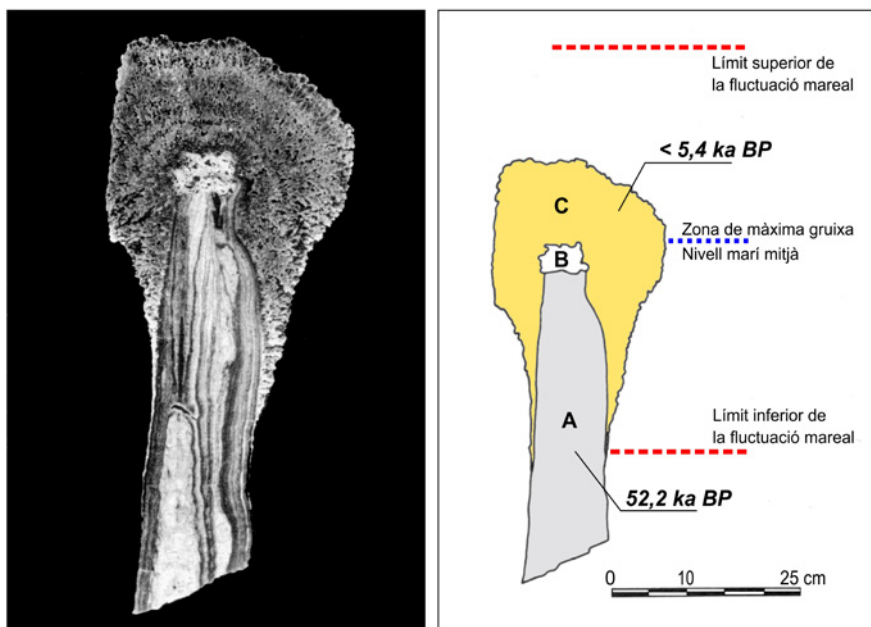 Límit superior de
la fluctuació mareal
< 5,4 ka BP
C
Zona de màxima gruixa
B
Nivell marí mitjà
Límit inferior de
la fluctuació mareal
A
52,2 ka BP
0 10 25 cm